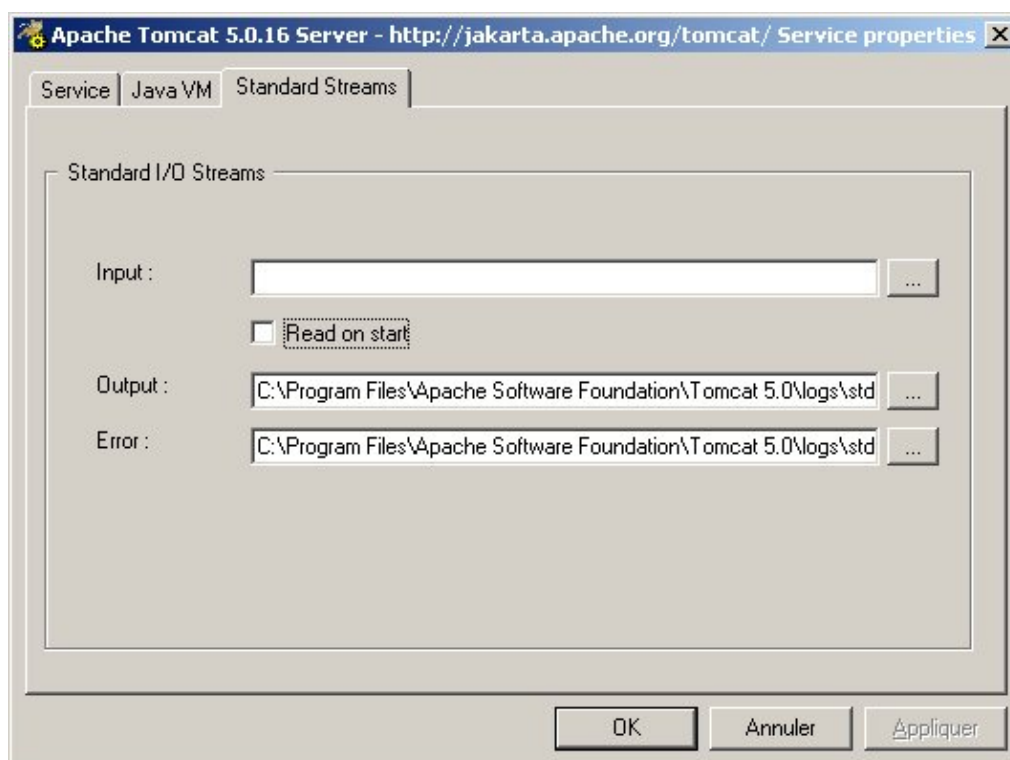 Apache Tomcat 5.0.16 Server - http://jakarta.apache.org/tomcat/ Service properties
Service Java VM Standard Streams
Standard I/O Streams
Input :
...
Read on start
Output : C:\Program Files\Apache Software Foundation\Tomcat 5.0\logs\std ...
Error : C:\Program Files\Apache Software Foundation\Tomcat 5.0\logs\std ...
OK Annuler Appliquer